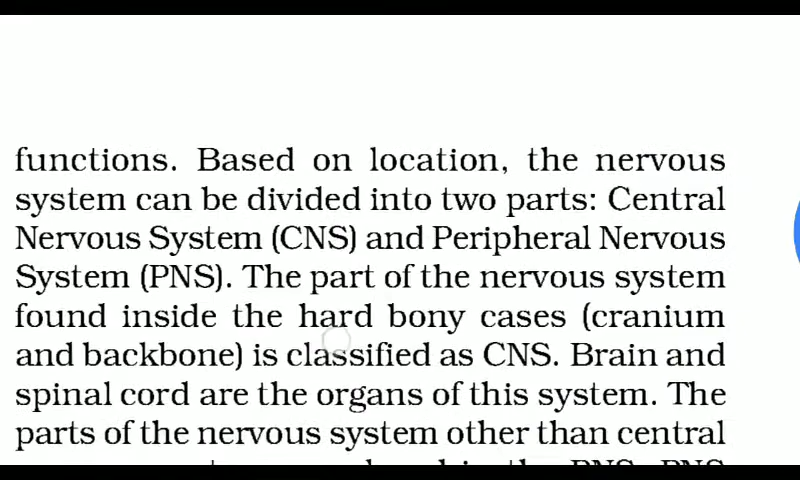 functions. Based on location, the nervous
system can be divided into two parts: Central
Nervous System (CNS) and Peripheral Nervous
System (PNS). The part of the nervous system
found inside the hard bony cases (cranium
and backbone) is classified as CNS. Brain and
spinal cord are the organs of this system. The
parts of the nervous system other than central